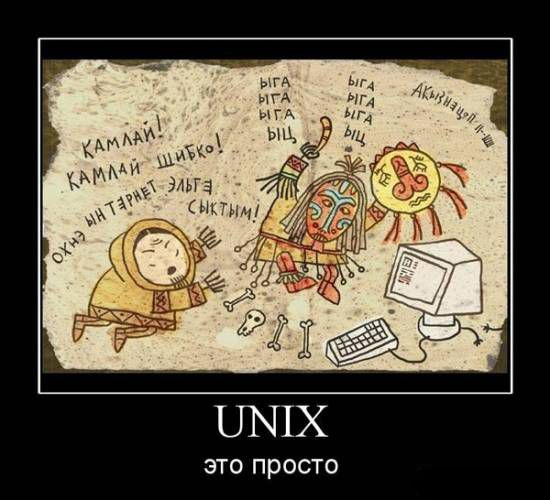 КАМЛАЙ!
КАМЛАЙ ШИБКО!
ОХНЭ ЫНТЭРНЕТ ЭЛЬГЭ
СЫКТЫМ!
ЫГА
ЫГА
ЫГА
ЫЦ
ЫГА
ЫГА
ЫГА
ЫЦ
UNIX
это просто